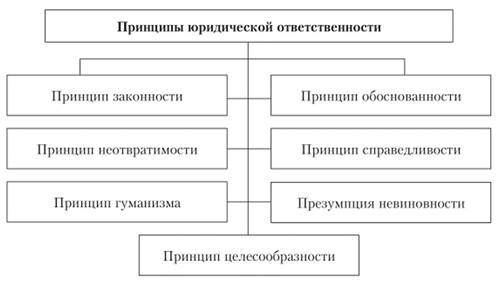 Принципы юридической ответственности
Принцип законности
Принцип обоснованности
Принцип неотвратимости
Принцип справедливости
Принцип гуманизма
Презумпция невиновности
Принцип целесообразности